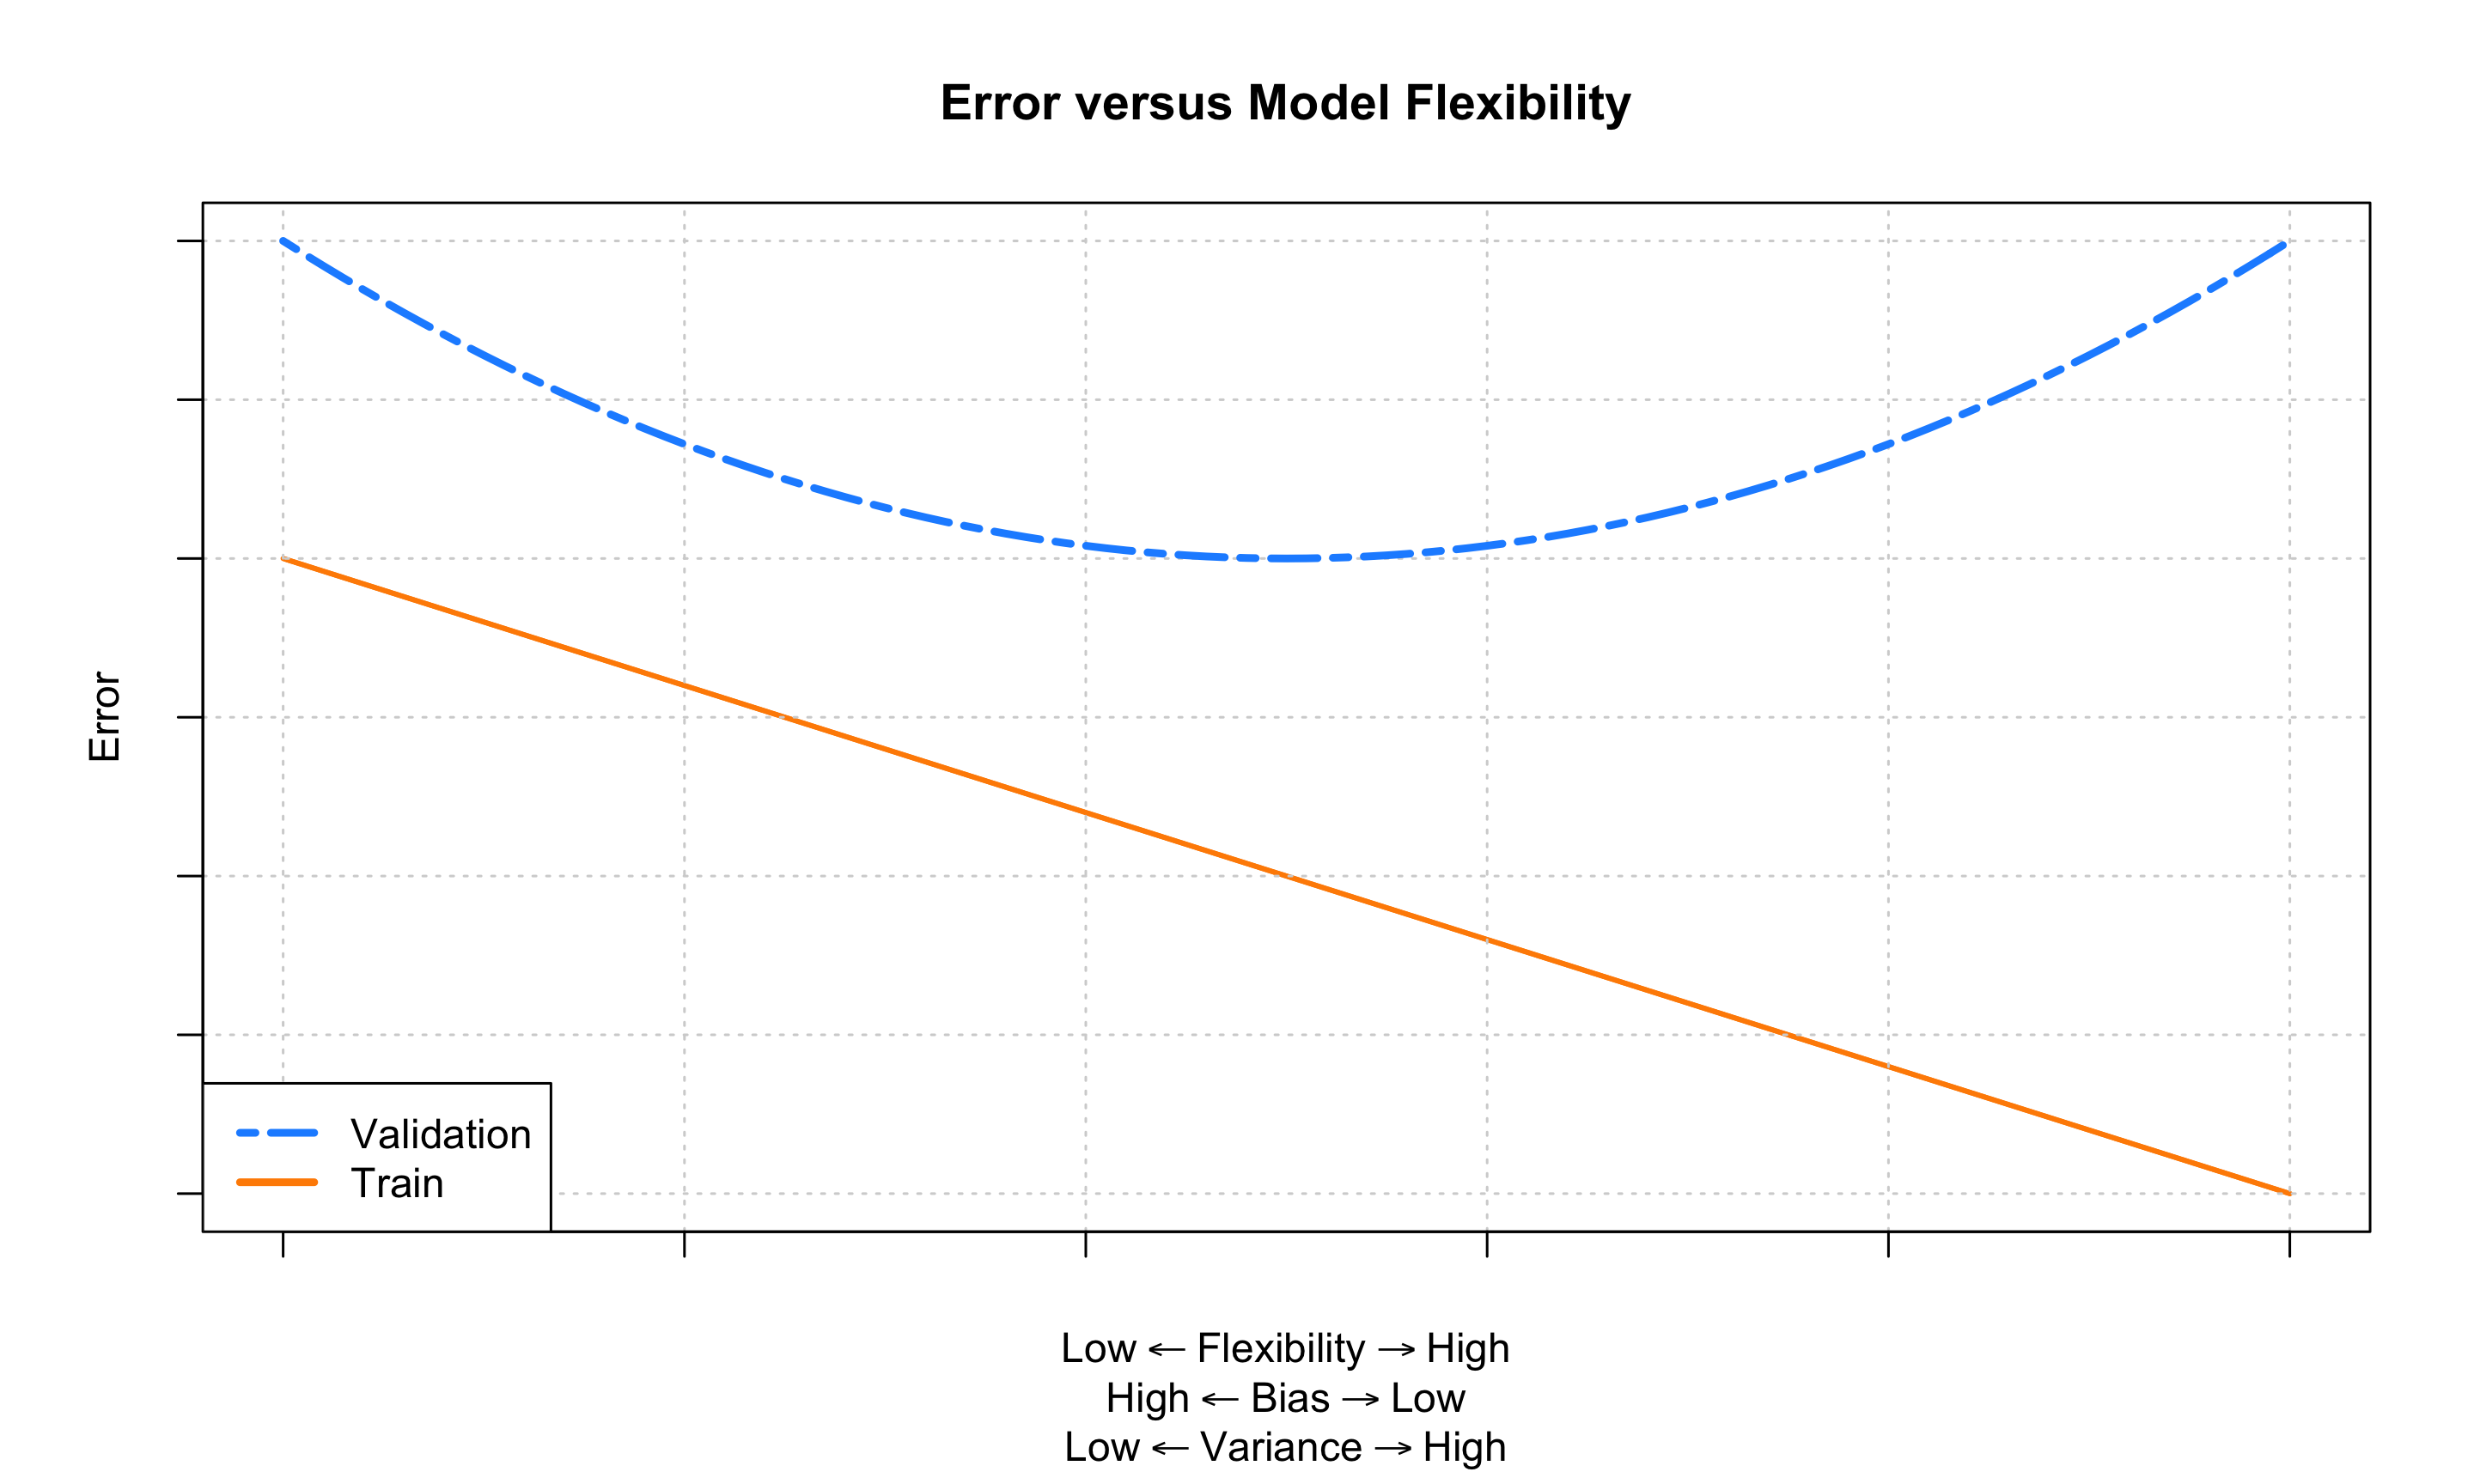 Error versus Model Flexibility
Error
Validation
Train
Low ← Flexibility → High
High ← Bias → Low
Low ← Variance → High